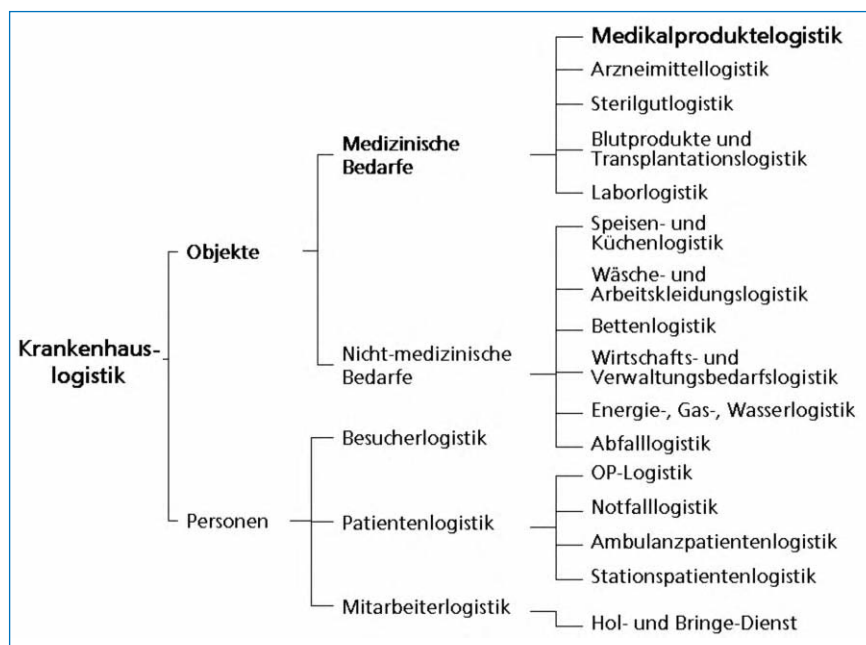 Medikalproduktelogistik
Arzneimittellogistik
Sterilgutlogistik
Medizinische
Bedarfe
Blutprodukte und
Transplantationslogistik
Laborlogistik
Speisen- und
Küchenlogistik
Objekte
Wäsche- und
Arbeitskleidungslogistik
Bettenlogistik
Krankenhaus-
logistik
Nicht-medizinische
Bedarfe
Wirtschafts- und
Verwaltungsbedarfslogistik
Energie-, Gas-, Wasserlogistik
Besucherlogistik
Abfalllogistik
OP-Logistik
Notfalllogistik
Personen
Patientenlogistik
Ambulanzpatientenlogistik
Stationspatientenlogistik
Mitarbeiterlogistik
Hol- und Bringe-Dienst